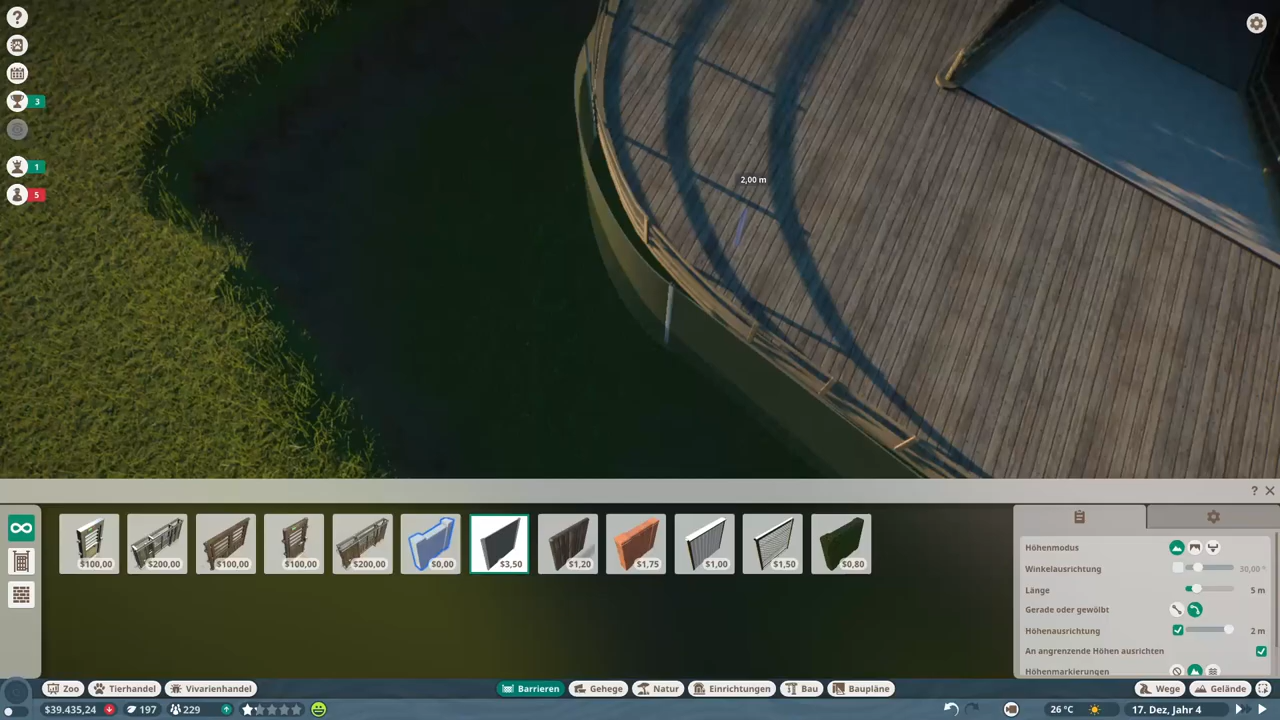 ?
3
1
5
2,00 m
? ×
$100,00 $200,00 $100,00 $100,00 $200,00 $0,00 $3,50 $1,20 $1,75 $1,00 $1,50 $0,80
Höhenmodus
Winkelausrichtung 30,00 °
Länge 5 m
Gerade oder gewölbt
Höhenausrichtung 2 m
An angrenzende Höhen ausrichten
Höhenmarkierungen
Zoo Tierhandel Vivarienhandel Barrieren Gehege Natur Einrichtungen Bau Baupläne Wege Gelände
$39.435,24 197 229 26 °C 17. Dez, Jahr 4